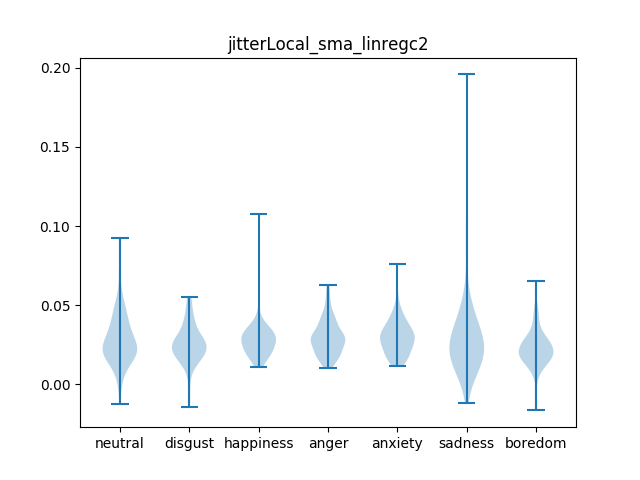 jitterLocal_sma_linregc2
0.20
0.15
0.10
0.05
0.00
neutral disgust happiness anger anxiety sadness boredom